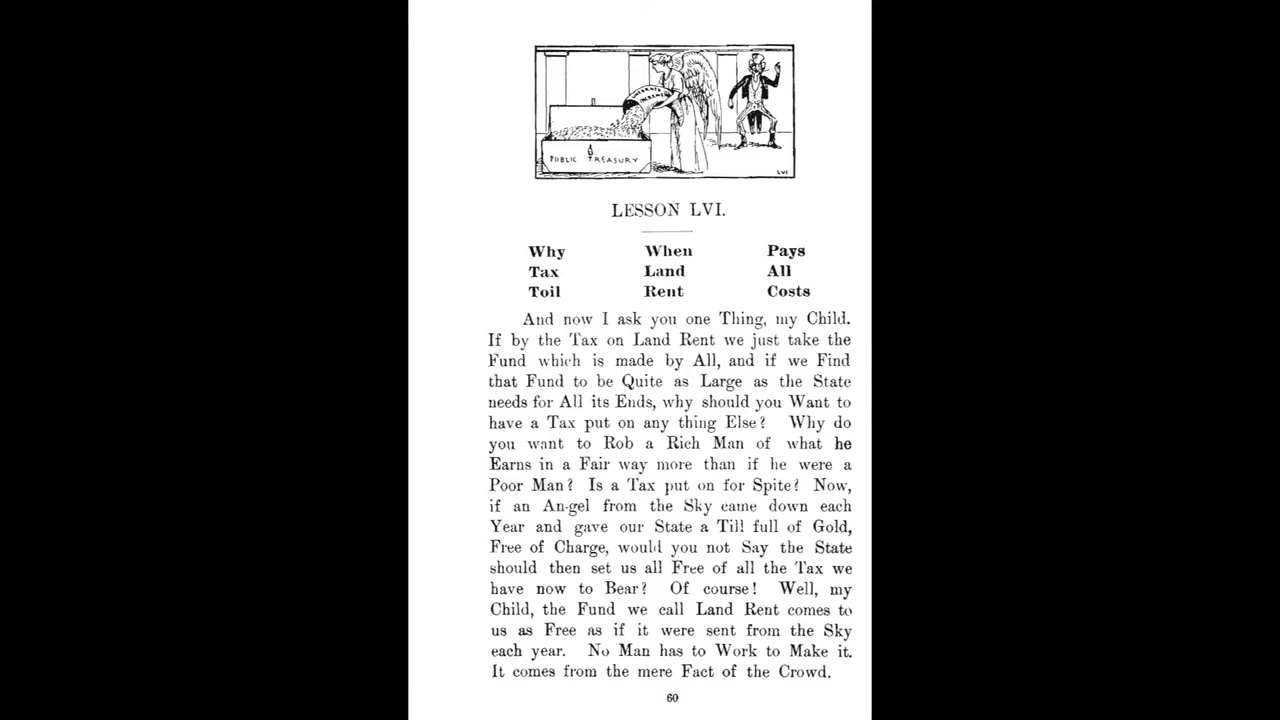 UNEARNED
INCREMENT
PUBLIC TREASURY
LVI
LESSON LVI.
Why When Pays
Tax Land All
Toil Rent Costs
And now I ask you one Thing, my Child.
If by the Tax on Land Rent we just take the
Fund which is made by All, and if we Find
that Fund to be Quite as Large as the State
needs for All its Ends, why should you Want to
have a Tax put on any thing Else? Why do
you want to Rob a Rich Man of what he
Earns in a Fair way more than if he were a
Poor Man? Is a Tax put on for Spite? Now,
if an An-gel from the Sky came down each
Year and gave our State a Till full of Gold,
Free of Charge, would you not Say the State
should then set us all Free of all the Tax we
have now to Bear? Of course! Well, my
Child, the Fund we call Land Rent comes to
us as Free as if it were sent from the Sky
each year. No Man has to Work to Make it.
It comes from the mere Fact of the Crowd.
60